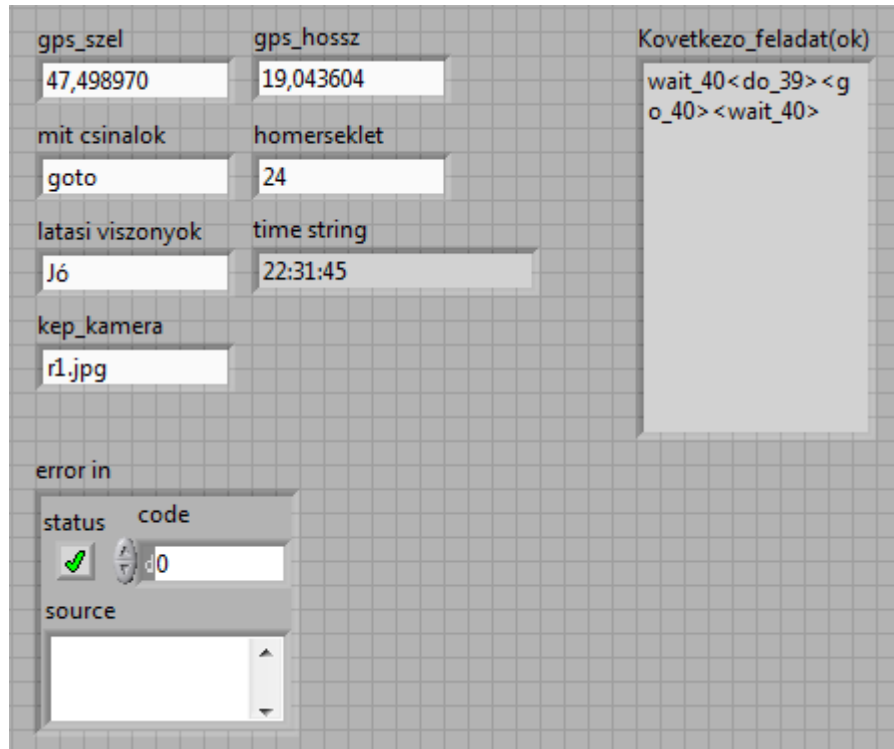 gps_szel
gps_hossz
Kovetkezo_feladat(ok)
47,498970
19,043604
wait_40<do_39><g
o_40><wait_40>
mit csinalok
homerseklet
goto
24
latasi viszonyok
time string
Jó
22:31:45
kep_kamera
r1.jpg
error in
status
code
d0
source